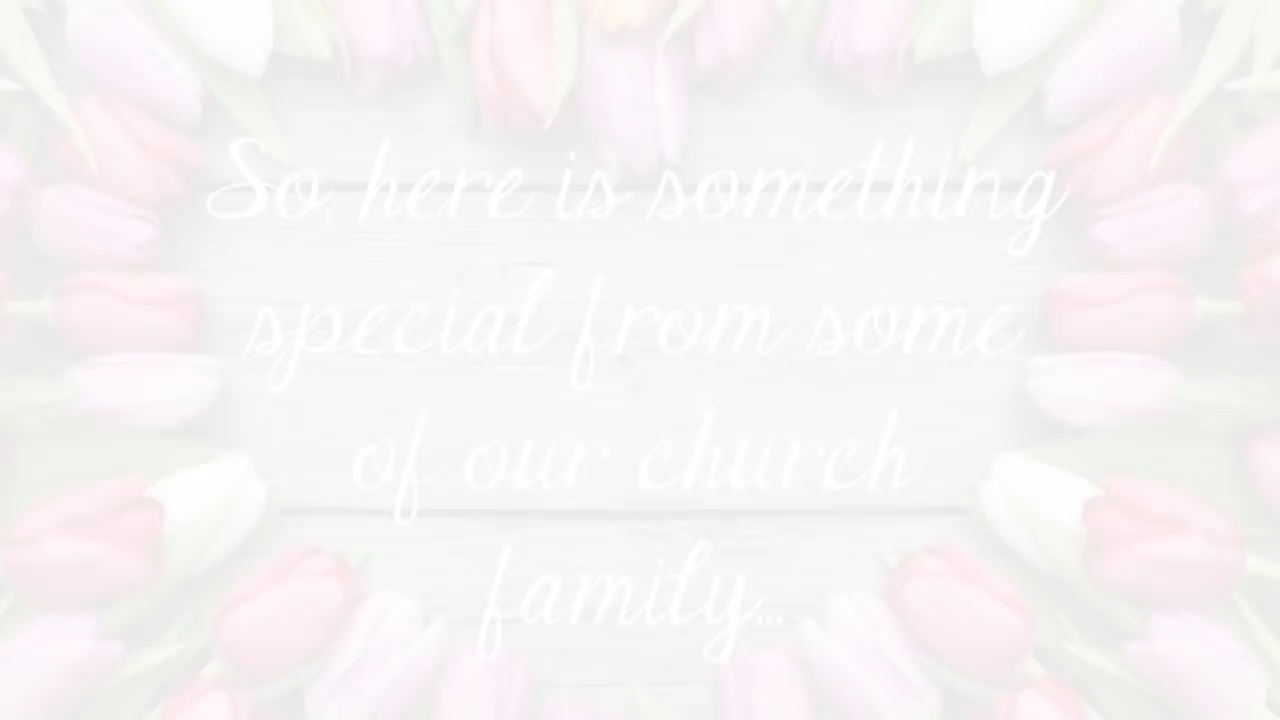 So, here is something
special from some
of our church
family...